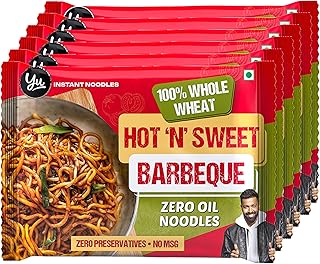 Yu
INSTANT NOODLES
100% WHOLE
WHEAT
HOT 'N' SWEET
BARBEQUE
ZERO OIL
NOODLES
ZERO PRESERVATIVES • NO MSG